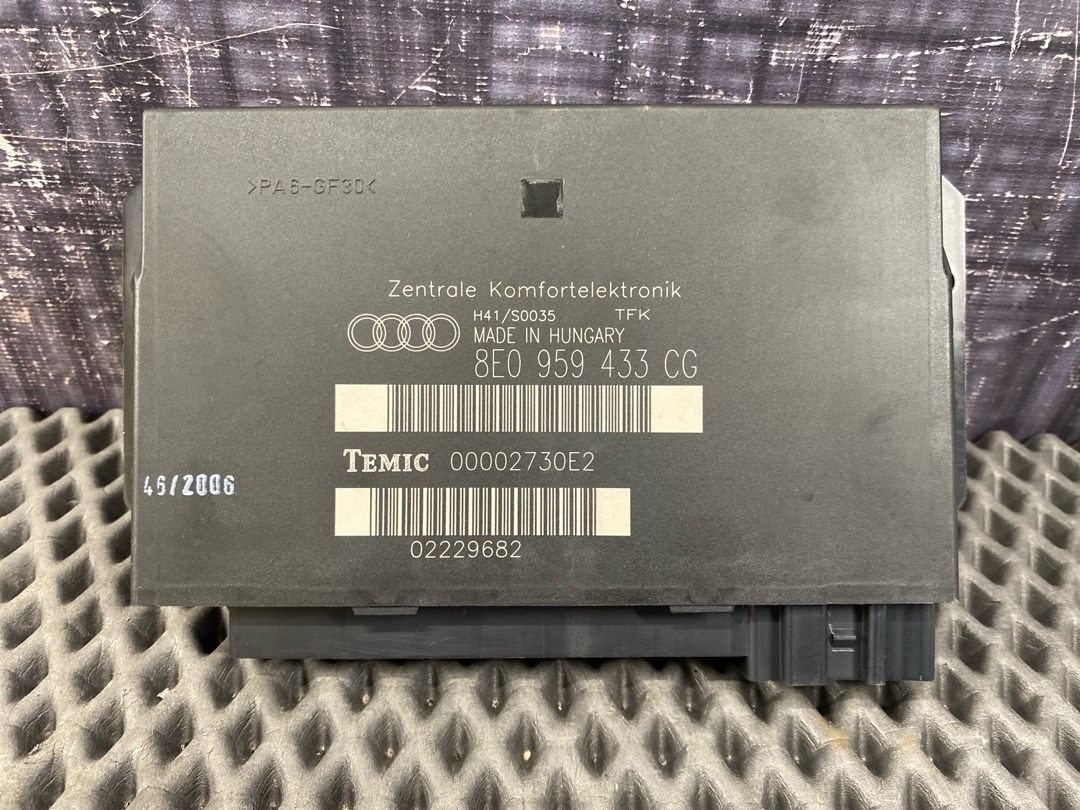 >PA6-GF30<
Zentrale Komfortelektronik
H41/S0035 TFK
MADE IN HUNGARY
8E0 959 433 CG
TEMIC 00002730E2
46/2006
02229682